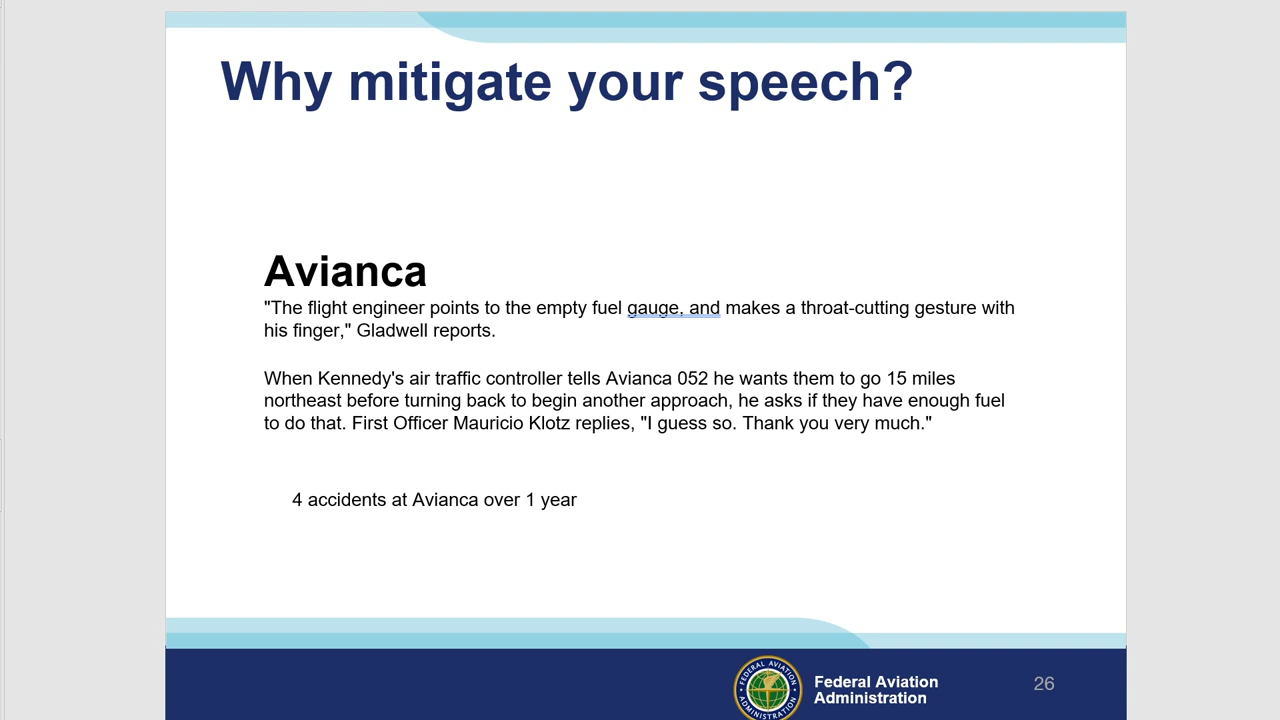 Why mitigate your speech?
Avianca
"The flight engineer points to the empty fuel gauge, and makes a throat-cutting gesture with
his finger," Gladwell reports.
When Kennedy's air traffic controller tells Avianca 052 he wants them to go 15 miles
northeast before turning back to begin another approach, he asks if they have enough fuel
to do that. First Officer Mauricio Klotz replies, "I guess so. Thank you very much."
4 accidents at Avianca over 1 year
FEDERAL AVIATION
ADMINISTRATION
Federal Aviation
Administration
26